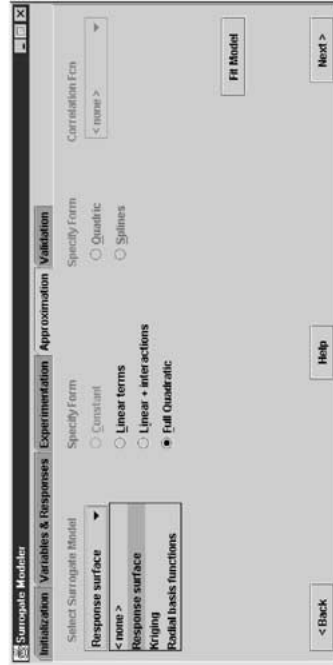 Surrogate Modeler
Initialization Variables & Responses Experimentation Approximation Validation
Select Surrogate Model Specify Form Specify Form Correlation Fcn
Response surface Constant Quadric < none >
< none > Linear terms Splines
Response surface Linear + interactions
Kriging Full Quadratic
Radial basis functions
Fit Model
< Back Help Next >